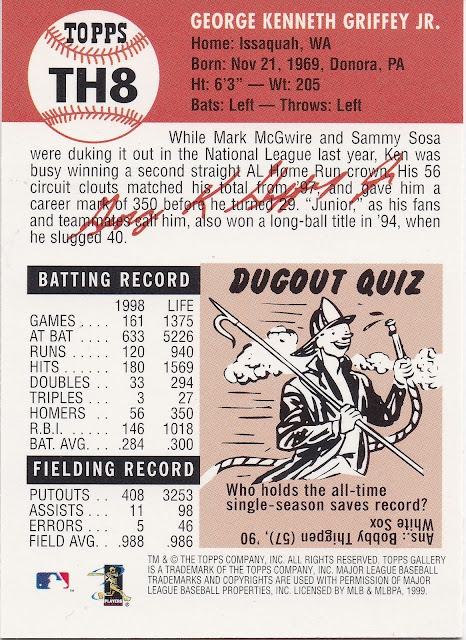 TOPPS
TH8
GEORGE KENNETH GRIFFEY JR.
Home: Issaquah, WA
Born: Nov 21, 1969, Donora, PA
Ht: 6'3" — Wt: 205
Bats: Left — Throws: Left
While Mark McGwire and Sammy Sosa
were duking it out in the National League last year, Ken was
busy winning a second straight AL Home Run crown. His 56
circuit clouts matched his total from '97, and gave him a
career mark of 350 before he turned 29. "Junior," as his fans
and teammates call him, also won a long-ball title in '94, when
he slugged 40.
BATTING RECORD
1998 LIFE
GAMES . . . . 161 1375
AT BAT . . . . 633 5226
RUNS . . . . . 120 940
HITS . . . . . . 180 1569
DOUBLES . . 33 294
TRIPLES . . . 3 27
HOMERS . . 56 350
R.B.I. . . . . . 146 1018
BAT. AVG. . . .284 .300
FIELDING RECORD
PUTOUTS . . 408 3253
ASSISTS . . . 11 98
ERRORS . . . 5 46
FIELD AVG. . .988 .986
DUGOUT QUIZ
Who holds the all-time
single-season saves record?
Ans.: Bobby Thigpen (57), '90
White Sox
TM & © THE TOPPS COMPANY, INC. ALL RIGHTS RESERVED. TOPPS GALLERY
IS A TRADEMARK OF THE TOPPS COMPANY, INC. MAJOR LEAGUE BASEBALL
TRADEMARKS AND COPYRIGHTS ARE USED WITH PERMISSION OF MAJOR
LEAGUE BASEBALL PROPERTIES, INC. LICENSED BY MLB & MLBPA, 1999.
PLAYERS